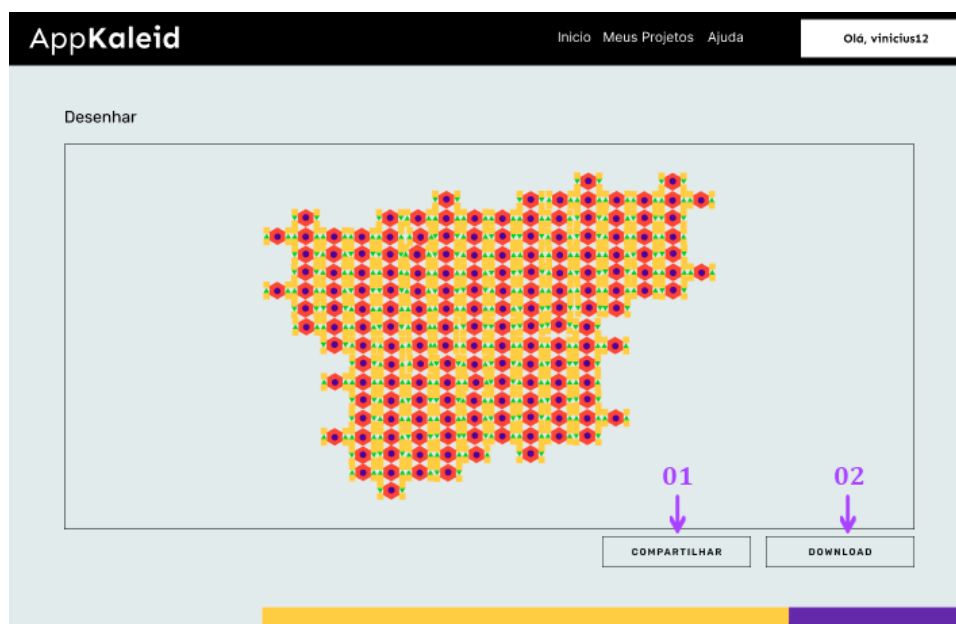 AppKaleid
Inicio Meus Projetos Ajuda
Olá, vinicius12
Desenhar
01
02
COMPARTILHAR
DOWNLOAD